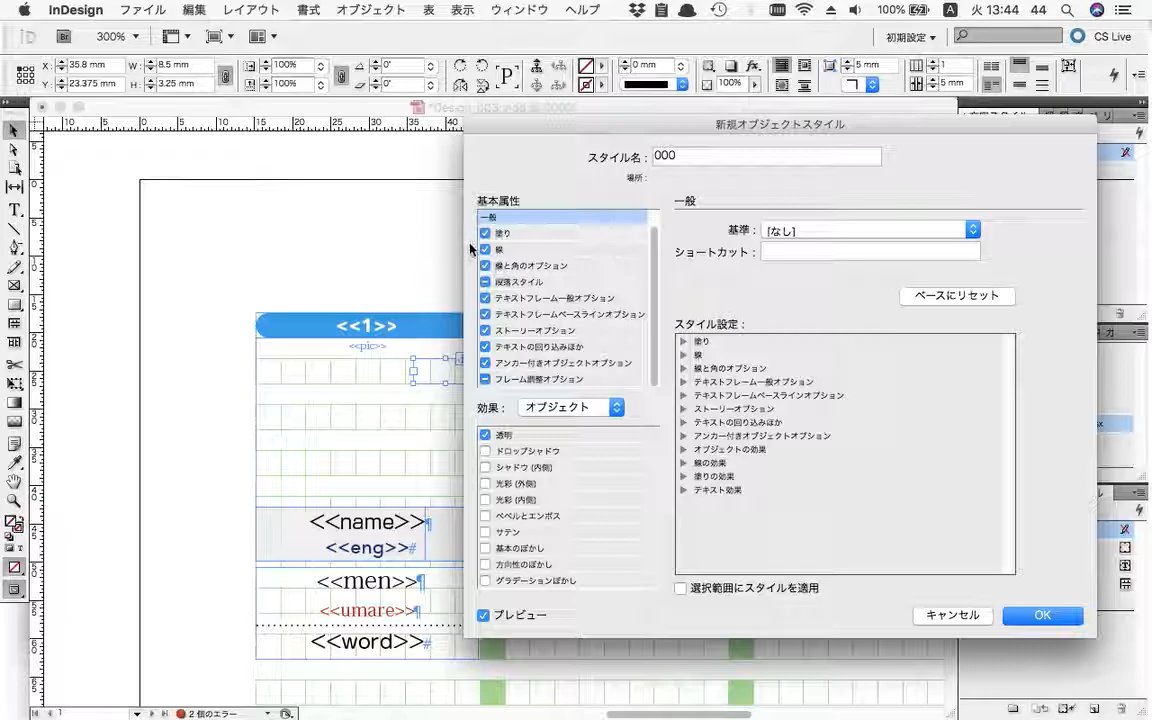 InDesign ファイル 編集 レイアウト 書式 オブジェクト 表 表示 ウィンドウ ヘルプ 100% A 火 13:44 44
Br 300% 初期設定 CS Live
X: 35.8 mm W: 8.5 mm 100% 0° 0 mm fx 5 mm 1
Y: 23.375 mm H: 3.25 mm 100% 0° 100% 5 mm
10 5 0 5 10 15 20 25 30 35 40
新規オブジェクトスタイル
スタイル名: 000
場所:
基本属性
一般
塗り
線
線と角のオプション
段落スタイル
テキストフレーム一般オプション
テキストフレームベースラインオプション
ストーリーオプション
テキストの回り込みほか
アンカー付きオブジェクトオプション
フレーム調整オプション
効果: オブジェクト
透明
ドロップシャドウ
シャドウ (内側)
光彩 (外側)
光彩 (内側)
ベベルとエンボス
サテン
基本のぼかし
方向性のぼかし
グラデーションぼかし
プレビュー
一般
基準: [なし]
ショートカット:
ベースにリセット
スタイル設定:
塗り
線
線と角のオプション
テキストフレーム一般オプション
テキストフレームベースラインオプション
ストーリーオプション
テキストの回り込みほか
アンカー付きオブジェクトオプション
オブジェクトの効果
線の効果
塗りの効果
テキスト効果
選択範囲にスタイルを適用
キャンセル OK
<<1>>
<<pic>>
<<name>>¶
<<eng>>#
<<men>>¶
<<umare>>¶
<<word>>#
1 2 個のエラー